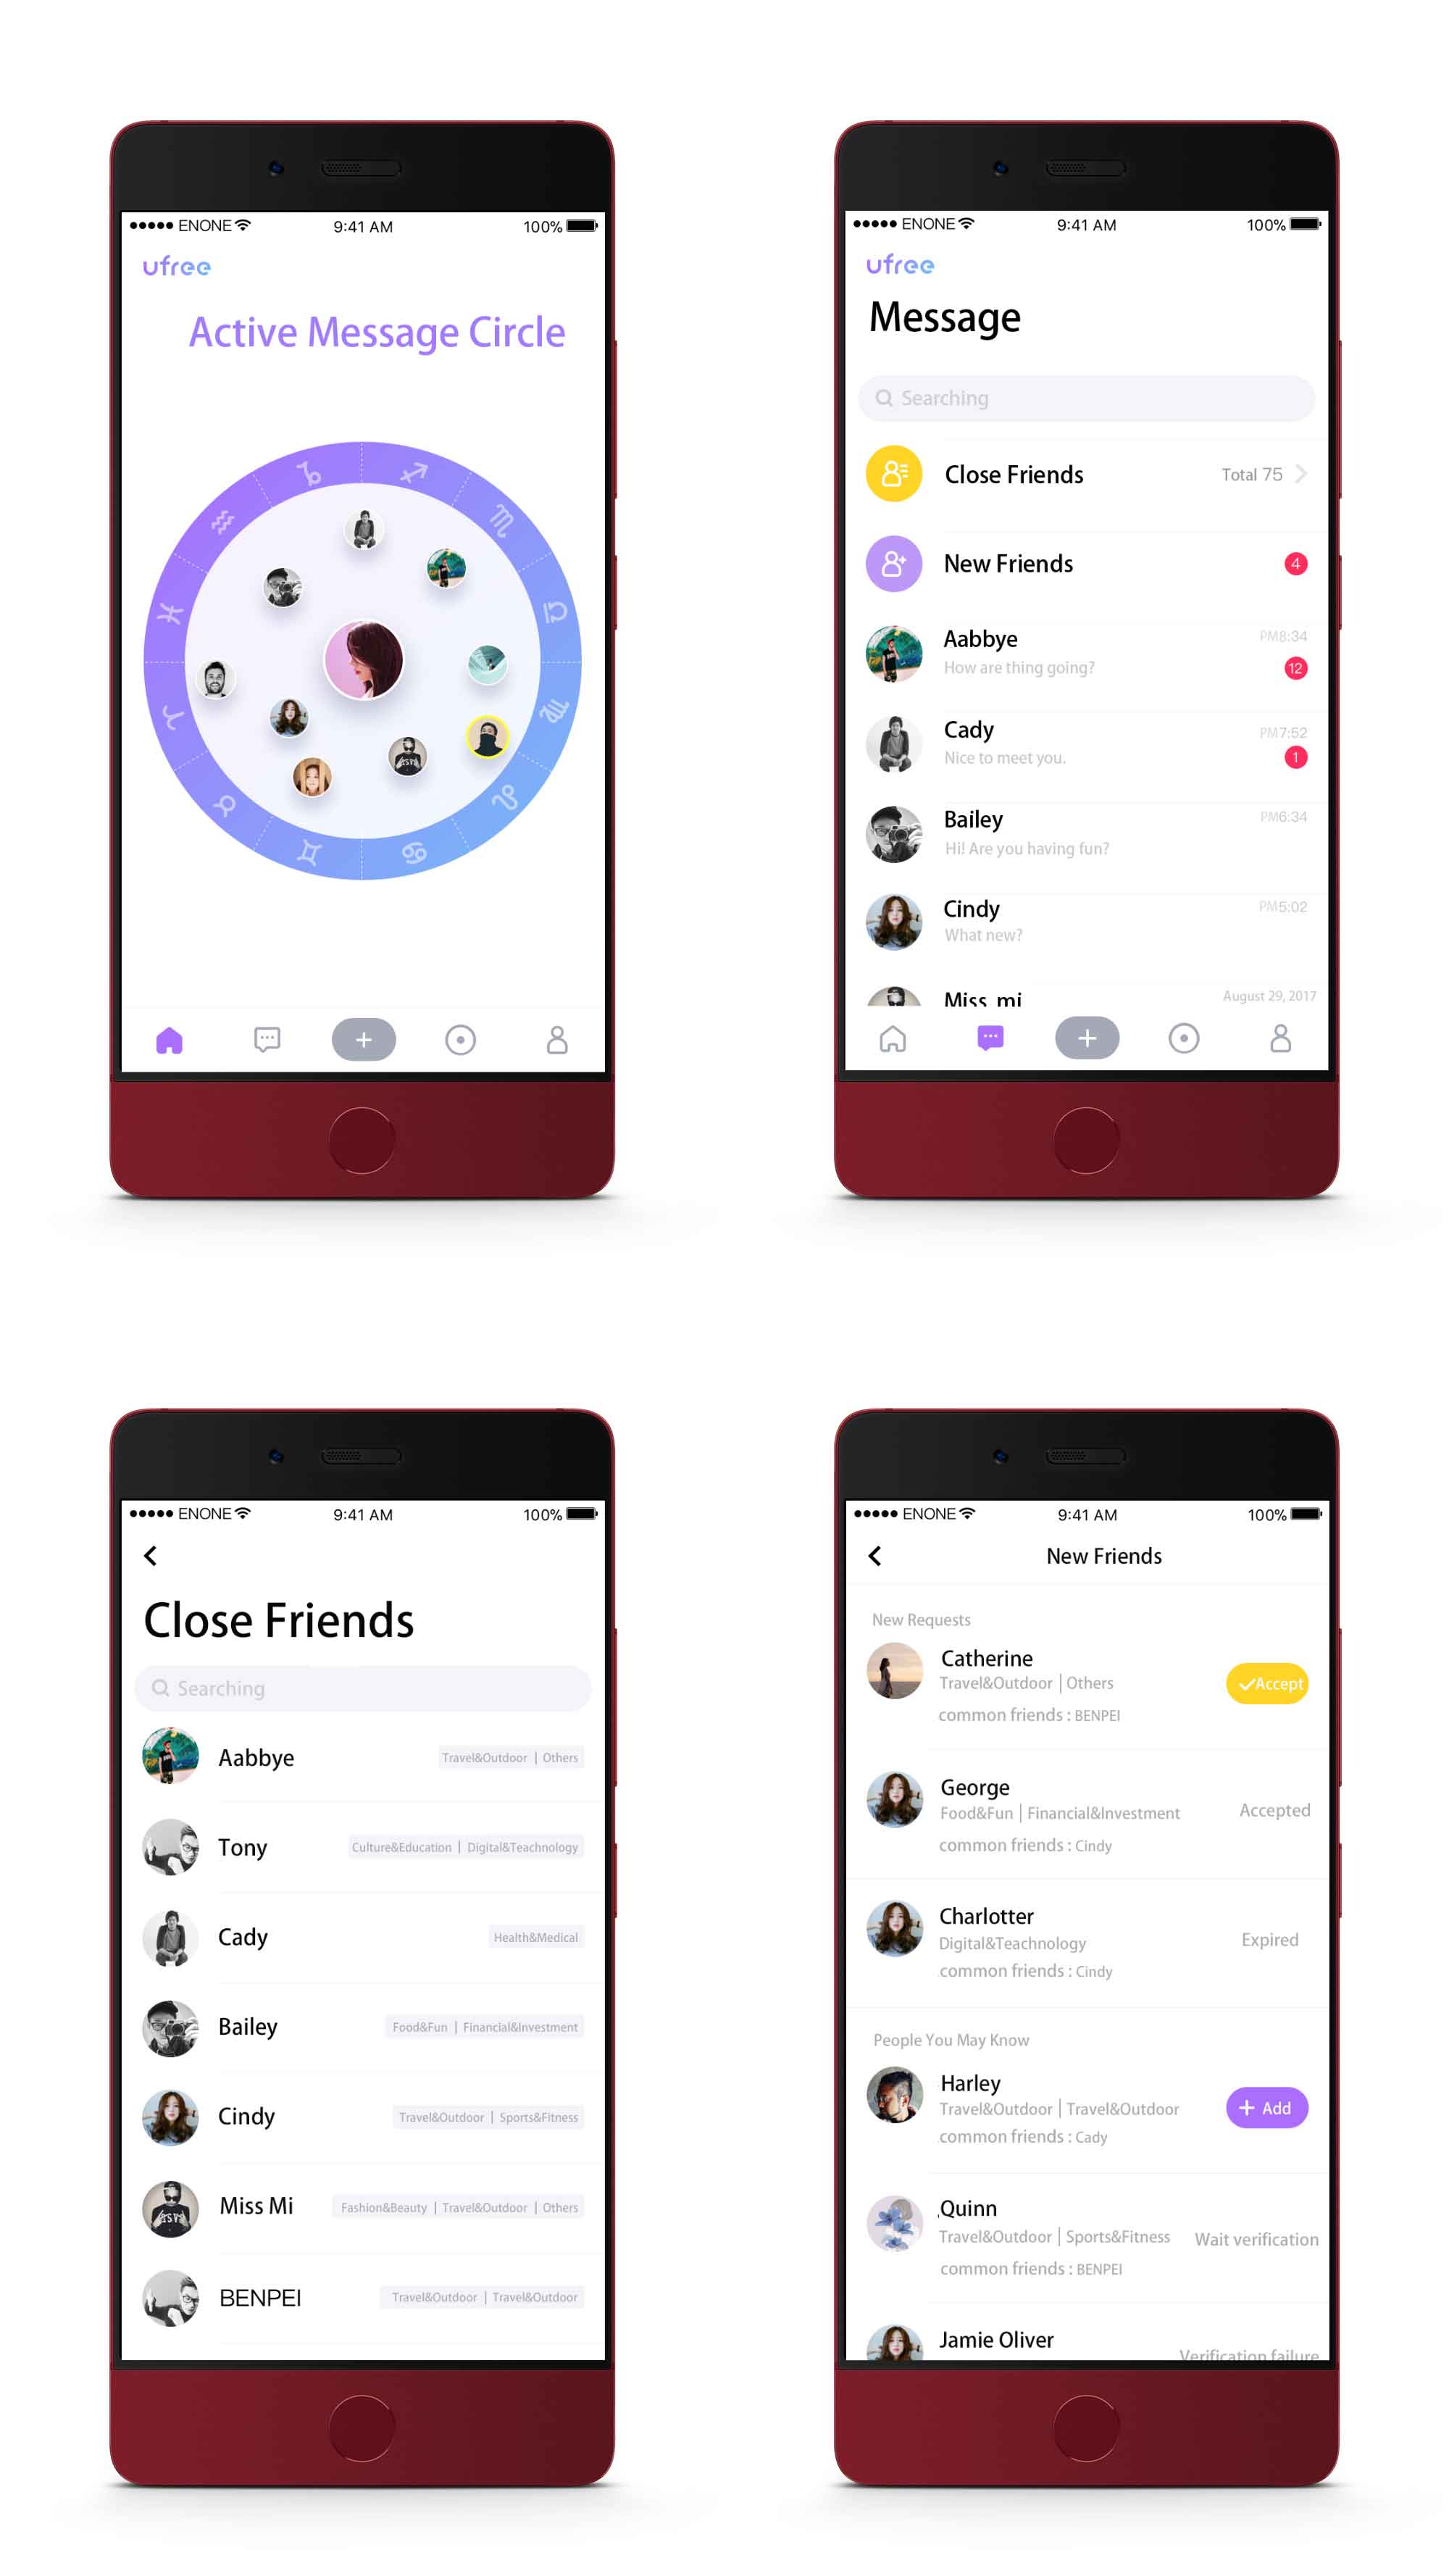 ENONE 9:41 AM 100%
ufree
Active Message Circle
ENONE 9:41 AM 100%
ufree
Message
Searching
Close Friends Total 75
New Friends 4
Aabbye PM8:34
How are thing going? 12
Cady PM7:52
Nice to meet you. 1
Bailey PM6:34
Hi! Are you having fun?
Cindy PM5:02
What new?
Miss mi August 29, 2017
ENONE 9:41 AM 100%
Close Friends
Searching
Aabbye Travel&Outdoor | Others
Tony Culture&Education | Digital&Teachnology
Cady Health&Medical
Bailey Food&Fun | Financial&Investment
Cindy Travel&Outdoor | Sports&Fitness
Miss Mi Fashion&Beauty | Travel&Outdoor | Others
BENPEI Travel&Outdoor | Travel&Outdoor
ENONE 9:41 AM 100%
New Friends
New Requests
Catherine
Travel&Outdoor | Others Accept
common friends : BENPEI
George
Food&Fun | Financial&Investment Accepted
common friends : Cindy
Charlotter
Digital&Teachnology Expired
common friends : Cindy
People You May Know
Harley
Travel&Outdoor | Travel&Outdoor + Add
common friends : Cady
Quinn
Travel&Outdoor | Sports&Fitness Wait verification
common friends : BENPEI
Jamie Oliver
Verification failure